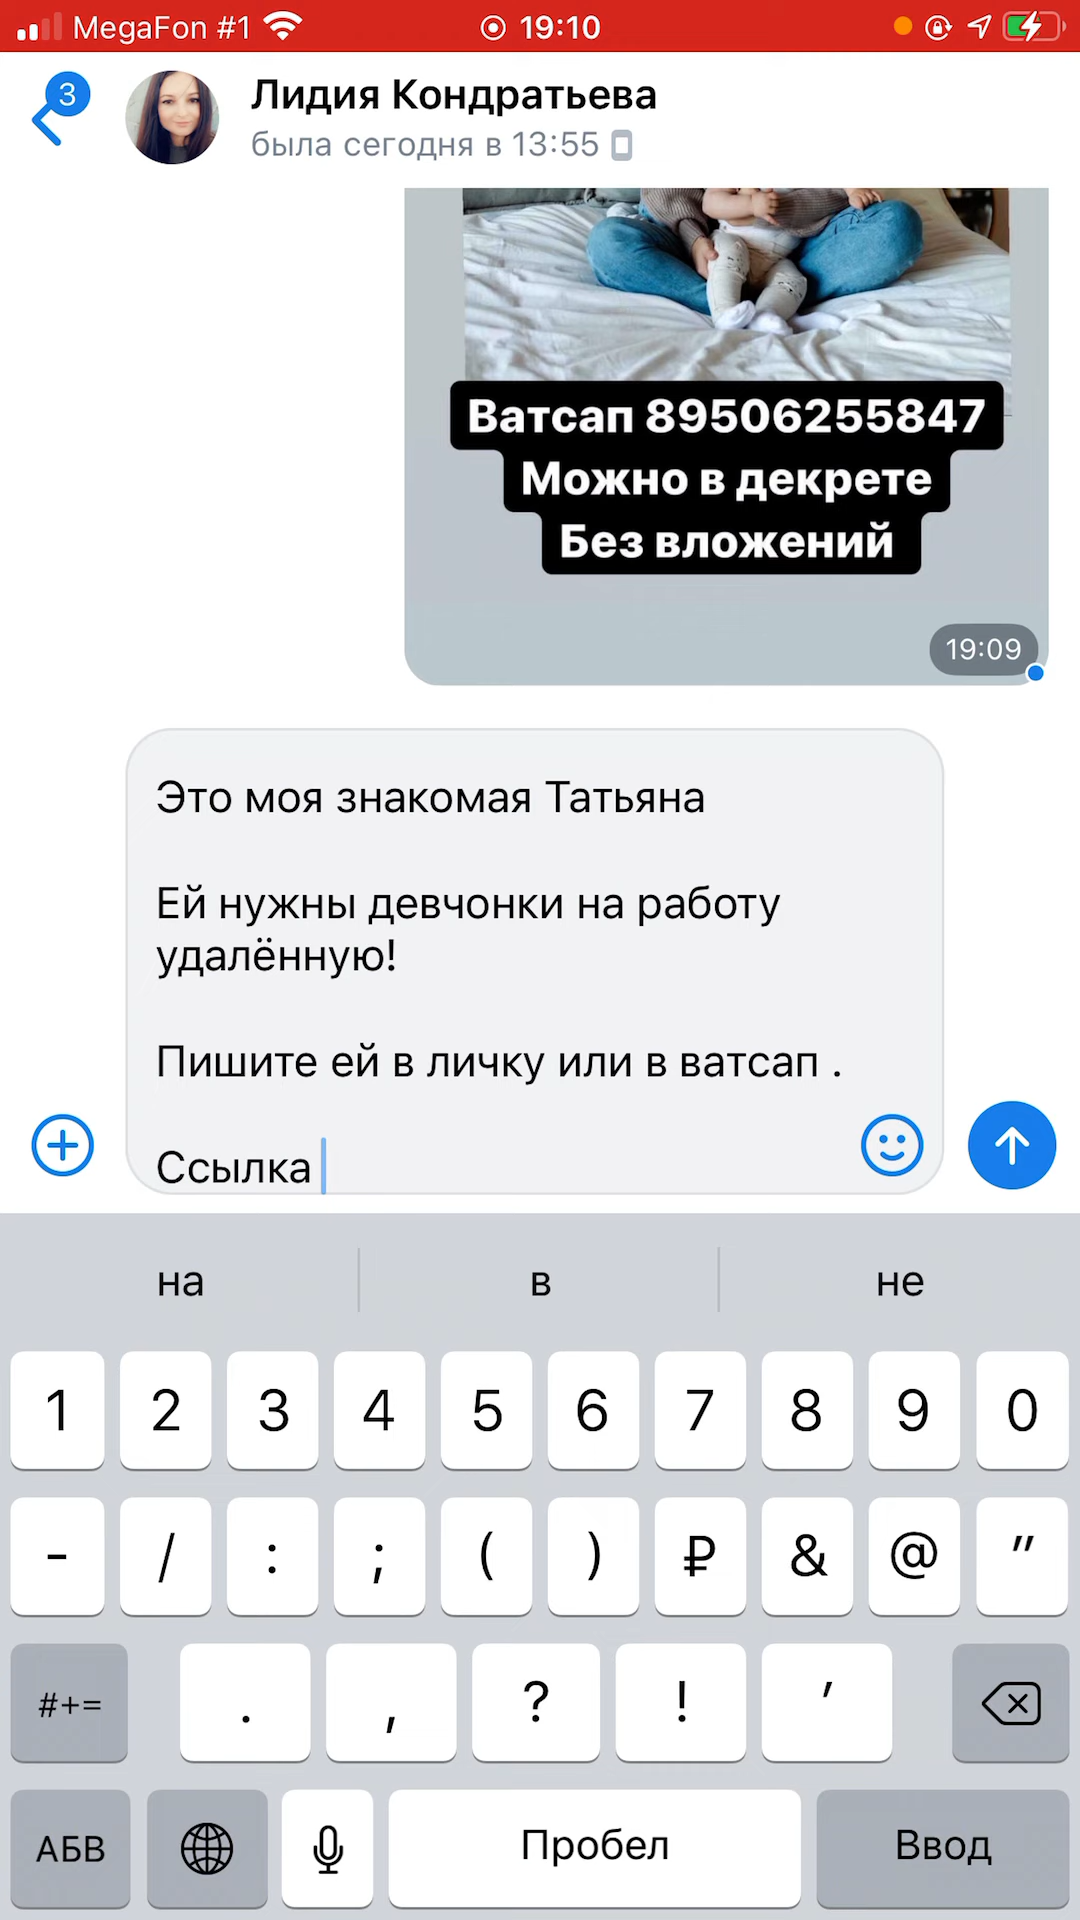 MegaFon #1
19:10
3
Лидия Кондратьева
была сегодня в 13:55
Ватсап 89506255847
Можно в декрете
Без вложений
19:09
Это моя знакомая Татьяна
Ей нужны девчонки на работу
удалённую!
Пишите ей в личку или в ватсап .
Ссылка
на в не
1 2 3 4 5 6 7 8 9 0
- / : ; ( ) ₽ & @ "
#+= . , ? ! '
АБВ Пробел Ввод